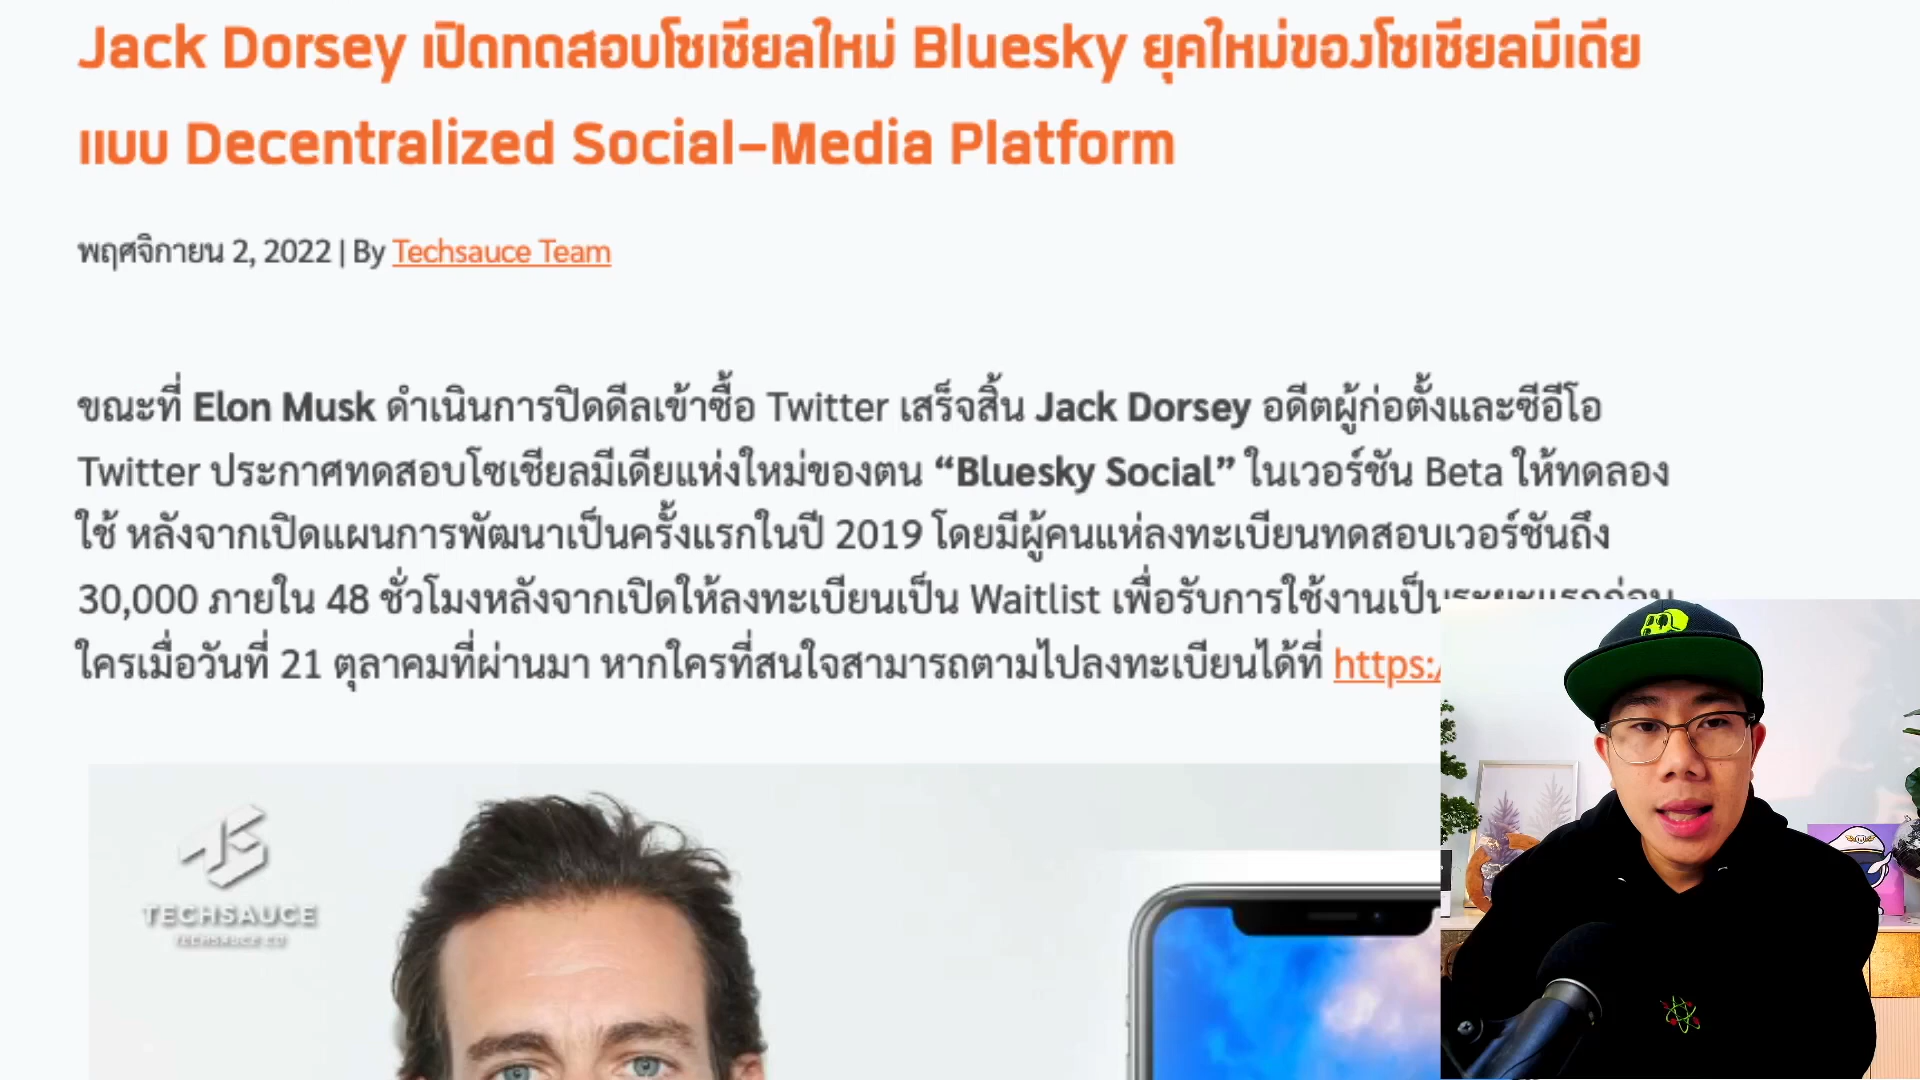 Jack Dorsey เปิดทดสอบโซเชียลใหม่ Bluesky ยุคใหม่ของโซเชียลมีเดีย
แบบ Decentralized Social-Media Platform
พฤศจิกายน 2, 2022 | By Techsauce Team
ขณะที่ Elon Musk ดำเนินการปิดดีลเข้าซื้อ Twitter เสร็จสิ้น Jack Dorsey อดีตผู้ก่อตั้งและซีอีโอ
Twitter ประกาศทดสอบโซเชียลมีเดียแห่งใหม่ของตน “Bluesky Social” ในเวอร์ชัน Beta ให้ทดลอง
ใช้ หลังจากเปิดแผนการพัฒนาเป็นครั้งแรกในปี 2019 โดยมีผู้คนแห่ลงทะเบียนทดสอบเวอร์ชันถึง
30,000 ภายใน 48 ชั่วโมงหลังจากเปิดให้ลงทะเบียนเป็น Waitlist เพื่อรับการใช้งานเป็นระยะแรกก่อน
ใครเมื่อวันที่ 21 ตุลาคมที่ผ่านมา หากใครที่สนใจสามารถตามไปลงทะเบียนได้ที่ https:/
TECHSAUCE
TECHSAUCE.CO